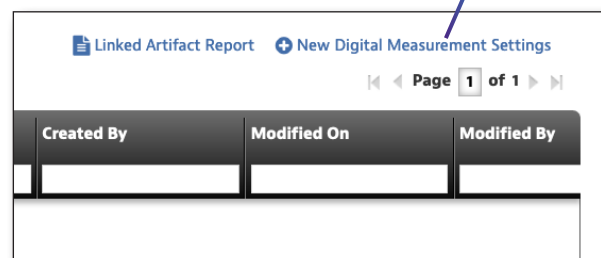 Linked Artifact Report New Digital Measurement Settings
Page 1 of 1
Created By Modified On Modified By